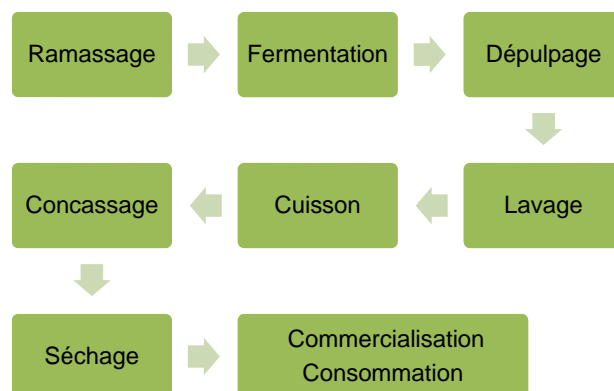 Ramassage
Fermentation
Dépulpage
Lavage
Cuisson
Concassage
Séchage
Commercialisation
Consommation